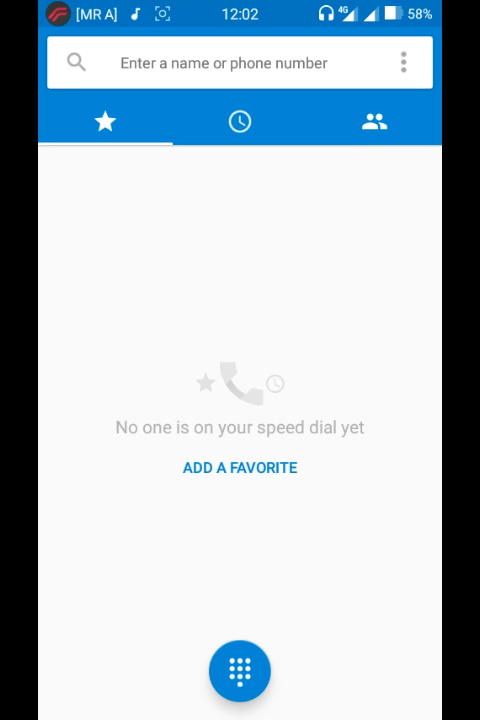 [MR A] 12:02 4G 58%
Enter a name or phone number
No one is on your speed dial yet
ADD A FAVORITE